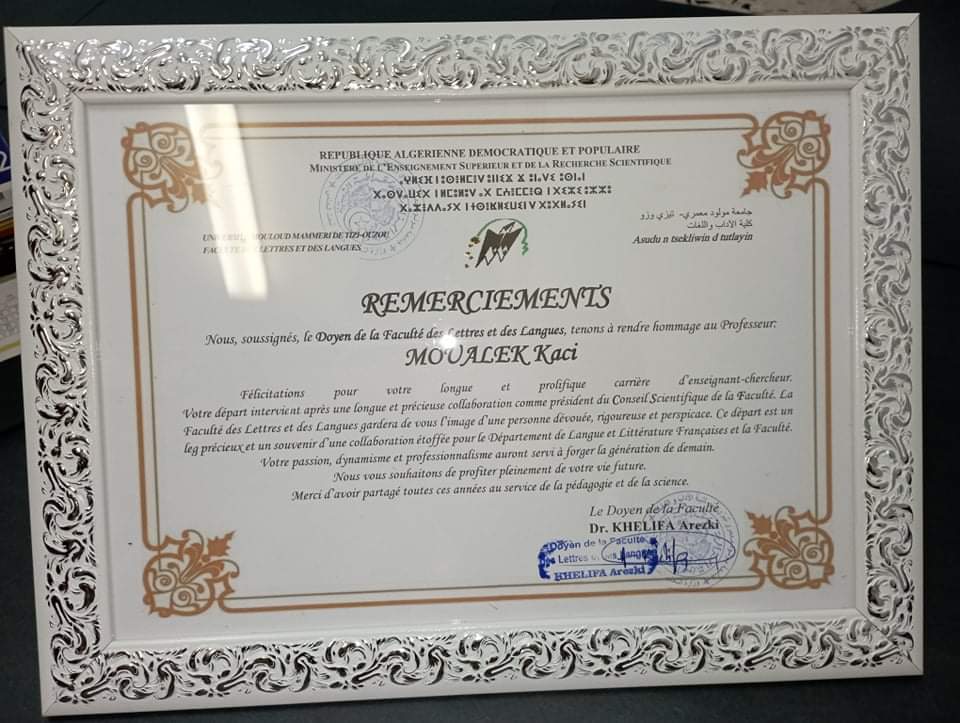 REPUBLIQUE ALGERIENNE DEMOCRATIQUE ET POPULAIRE
MINISTERE DE L'ENSEIGNEMENT SUPERIEUR ET DE LA RECHERCHE SCIENTIFIQUE
MOULOUD MAMMERI DE TIZI-OUZOU
LETTRES ET DES LANGUES
جامعة مولود معمري- تيزي وزو
كلية الآداب واللغات
Asudu n tsekliwin d tutlayin
REMERCIEMENTS
Nous, soussignés, le Doyen de la Faculté des Lettres et des Langues, tenons à rendre hommage au Professeur:
MOUALEK Kaci
Félicitations pour votre longue et prolifique carrière d'enseignant-chercheur.
Votre départ intervient après une longue et précieuse collaboration comme président du Conseil Scientifique de la Faculté. La
Faculté des Lettres et des Langues gardera de vous l'image d'une personne dévouée, rigoureuse et perspicace. Ce départ est un
leg précieux et un souvenir d'une collaboration étoffée pour le Département de Langue et Littérature Françaises et la Faculté.
Votre passion, dynamisme et professionnalisme auront servi à forger la génération de demain.
Nous vous souhaitons de profiter pleinement de votre vie future.
Merci d'avoir partagé toutes ces années au service de la pédagogie et de la science.
Le Doyen de la Faculté
Dr. KHELIFA Arezki
Doyen de la Faculté
Lettres et des Langues
KHELIFA Arezki